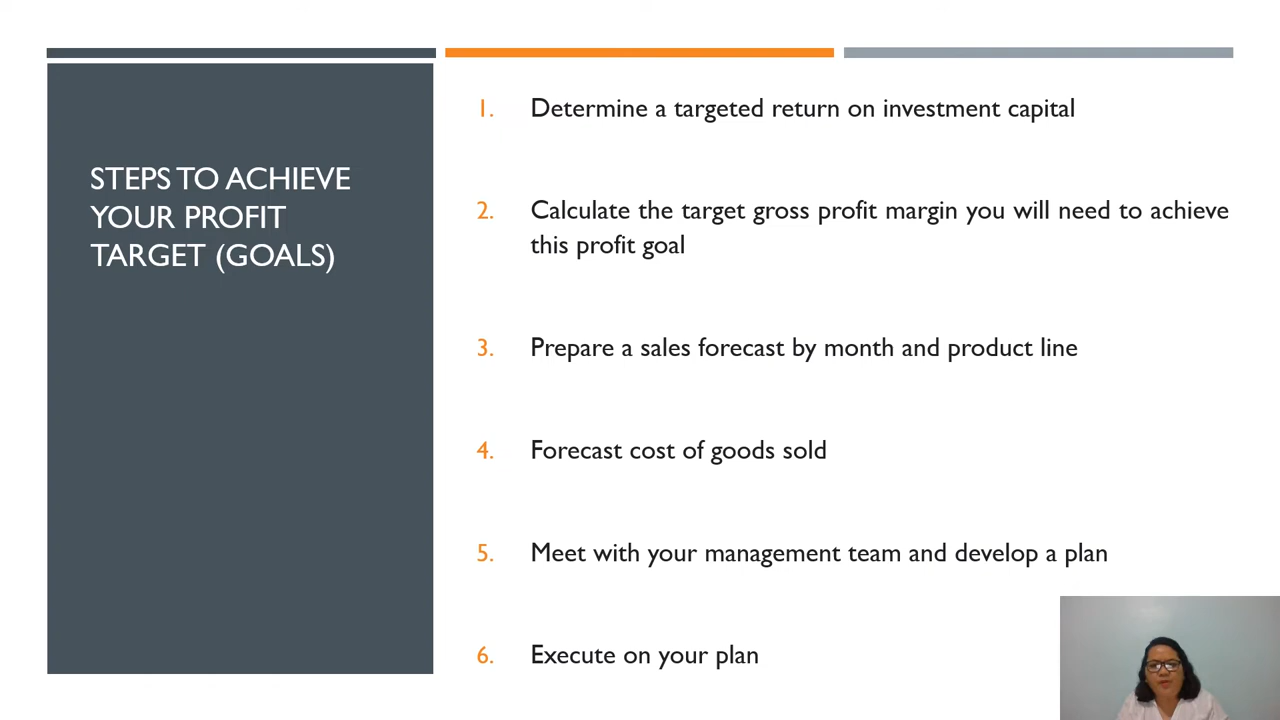 STEPS TO ACHIEVE
YOUR PROFIT
TARGET (GOALS)
1. Determine a targeted return on investment capital
2. Calculate the target gross profit margin you will need to achieve
this profit goal
3. Prepare a sales forecast by month and product line
4. Forecast cost of goods sold
5. Meet with your management team and develop a plan
6. Execute on your plan